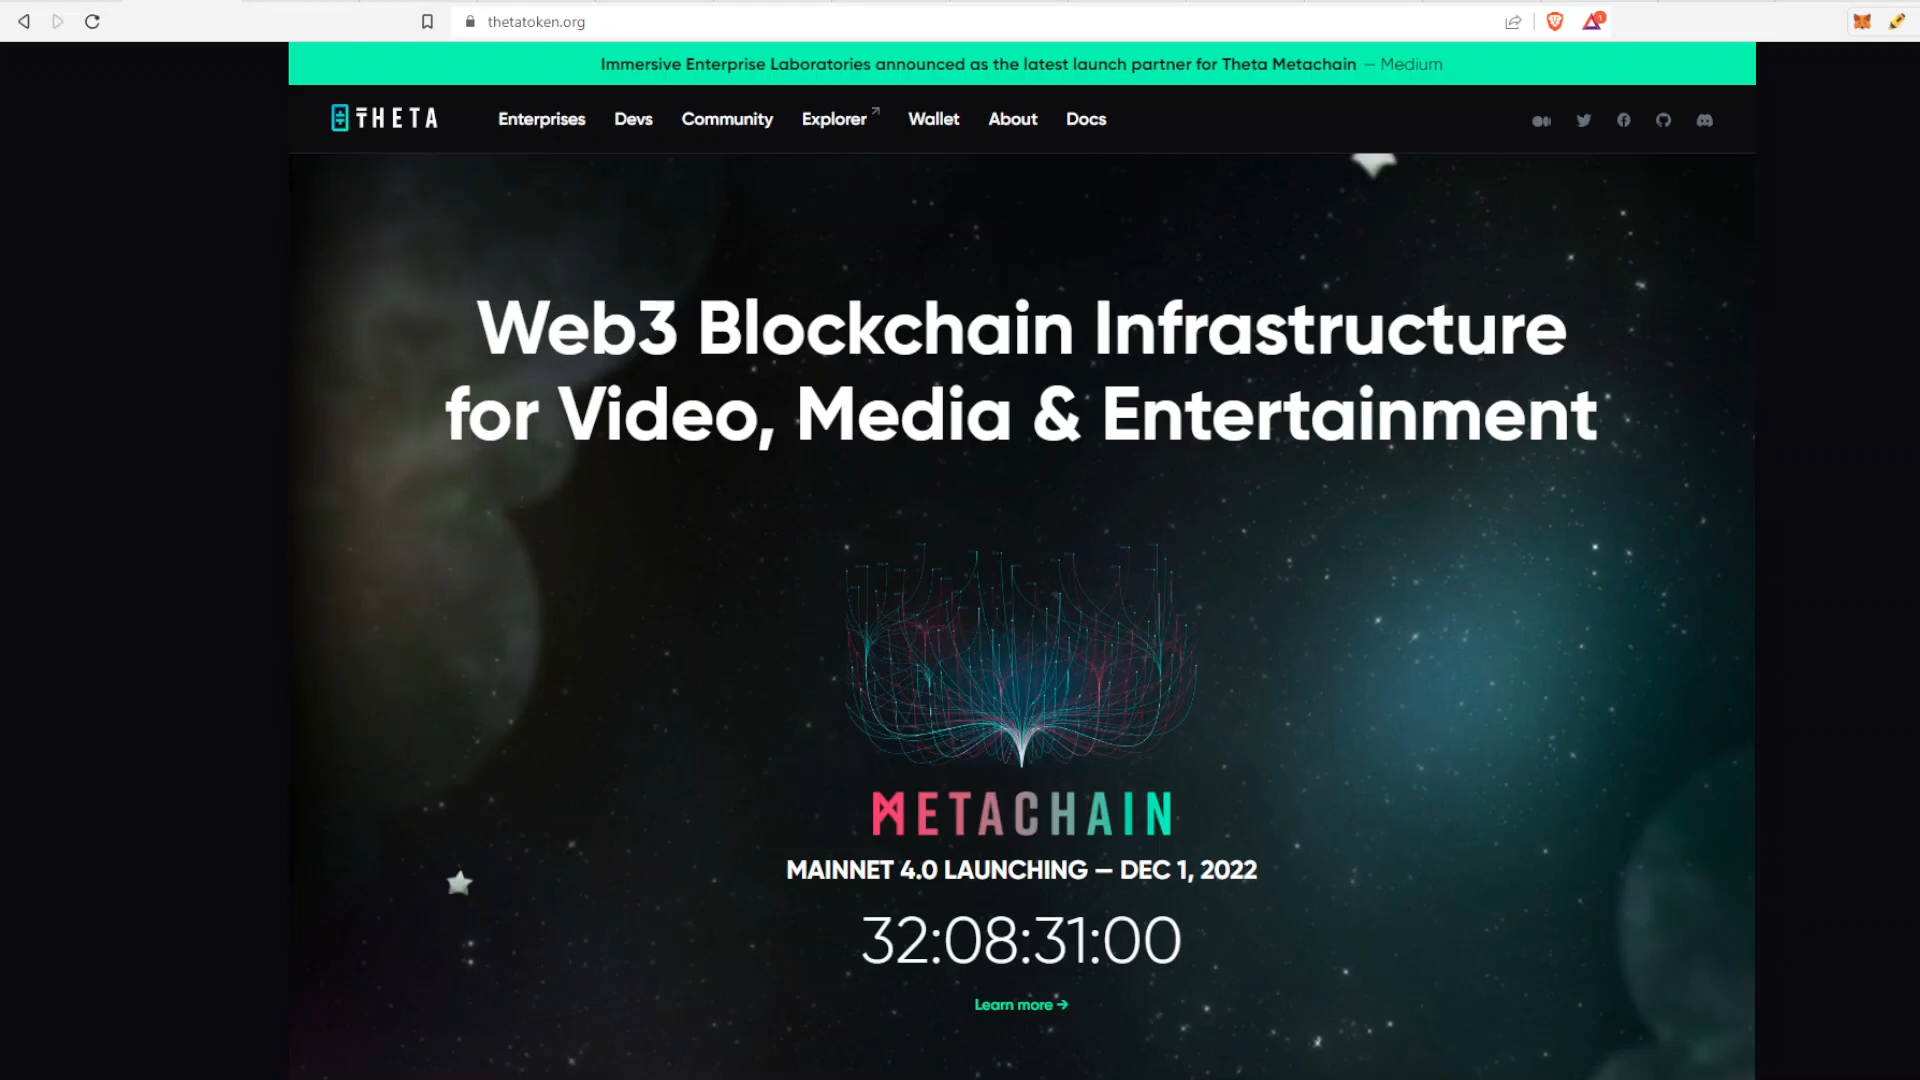 thetatoken.org
1
Immersive Enterprise Laboratories announced as the latest launch partner for Theta Metachain — Medium
THETA
Enterprises Devs Community Explorer Wallet About Docs
Web3 Blockchain Infrastructure
for Video, Media & Entertainment
METACHAIN
MAINNET 4.0 LAUNCHING — DEC 1, 2022
32:08:31:00
Learn more →